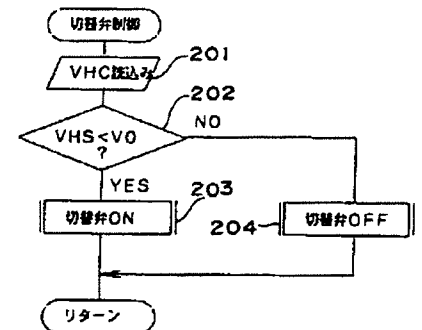 切替弁制御
201
VHC読込み
202
VHS<V0
?
NO
YES
203
切替弁ON
204
切替弁OFF
リターン